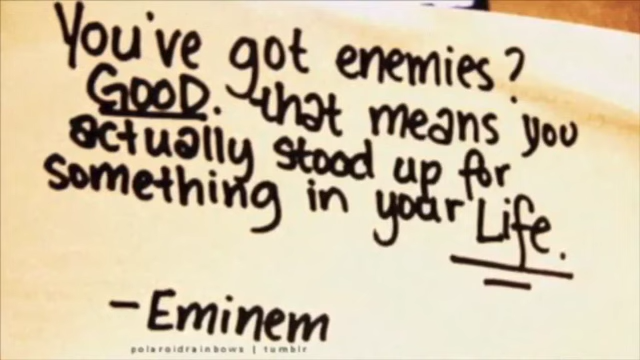 You've got enemies?
GOOD. that means you
actually stood up for
something in your Life.
-Eminem
polaroidrainbows | tumblr